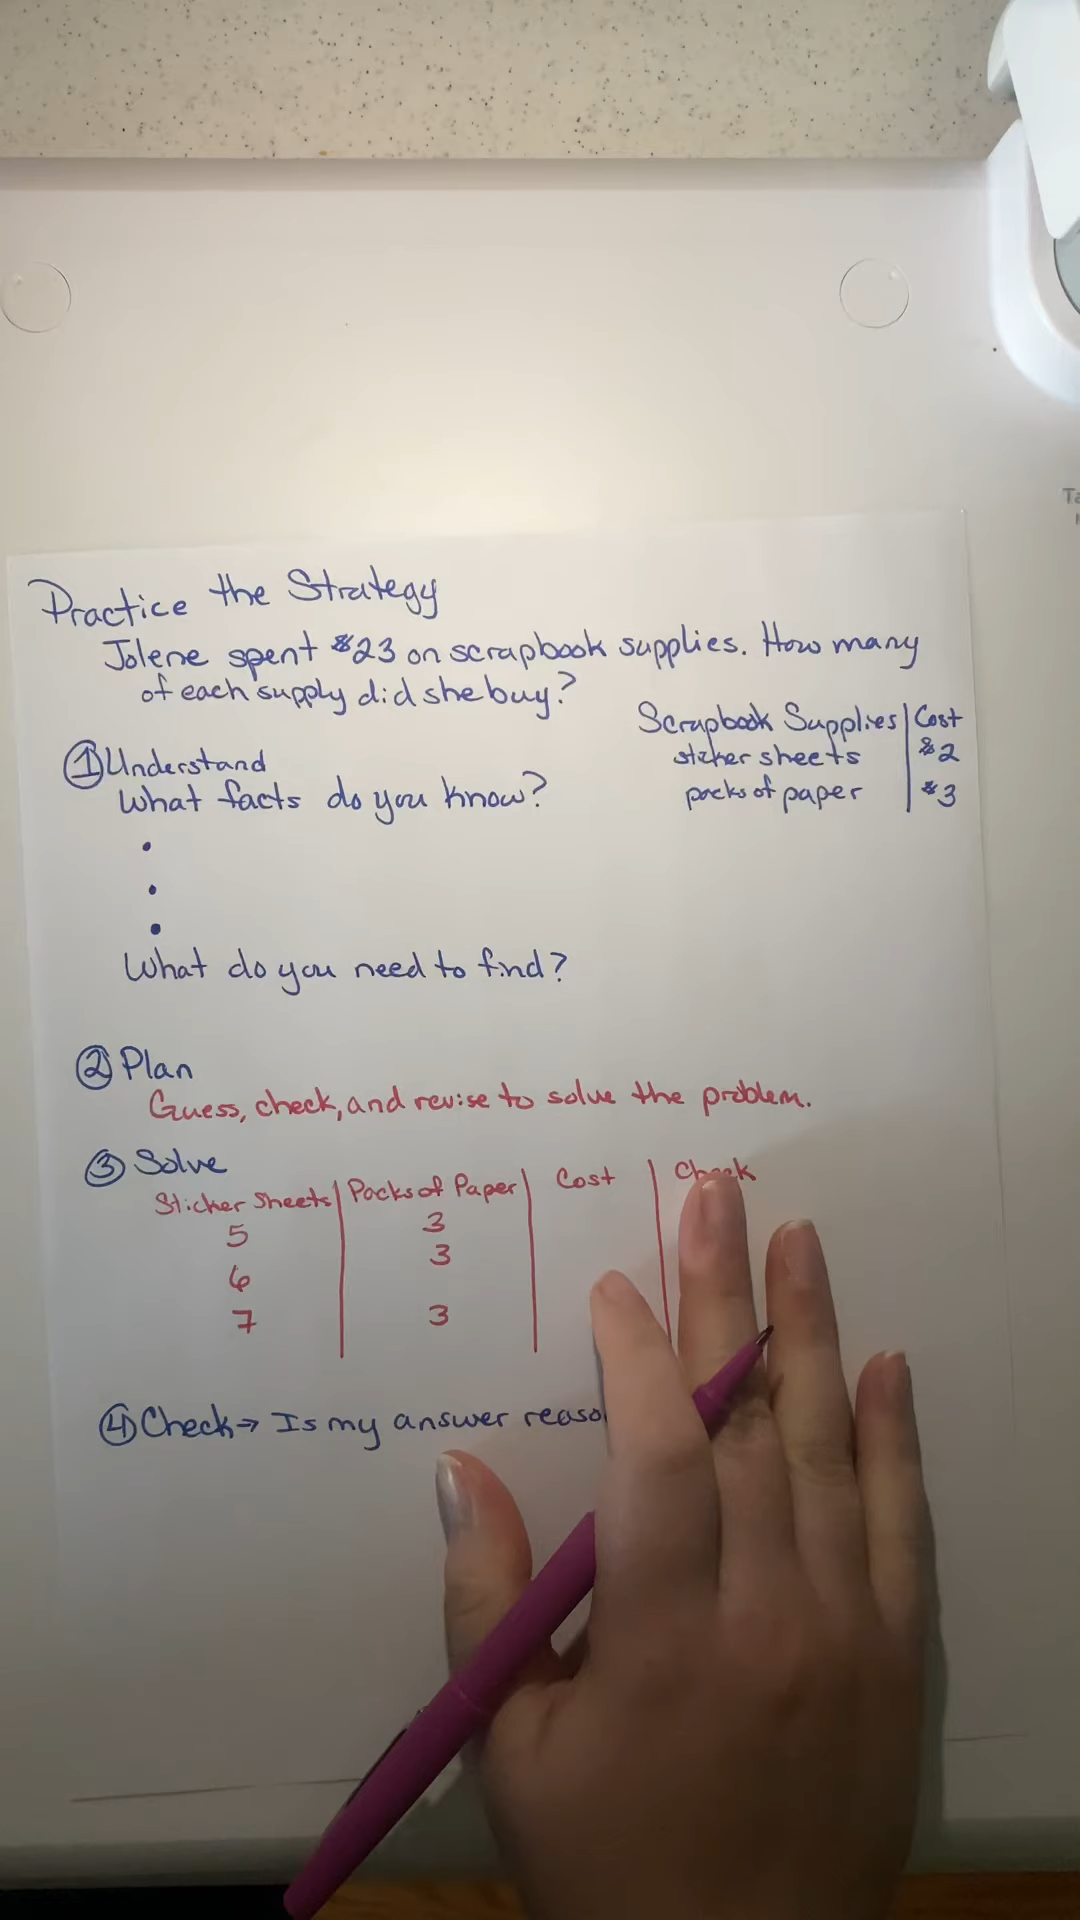 Practice the Strategy
Jolene spent $23 on scrapbook supplies. How many
of each supply did she buy?
Scrapbook Supplies | Cost
sticker sheets | $2
packs of paper | $3
① Understand
What facts do you know?
•
•
•
What do you need to find?
② Plan
Guess, check, and revise to solve the problem.
③ Solve
Sticker Sheets | Packs of Paper | Cost | Check
5 3
6 3
7 3
④ Check → Is my answer